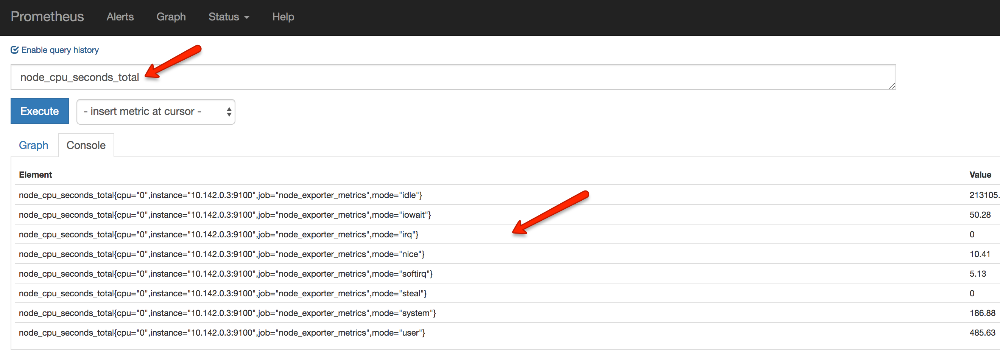 Prometheus Alerts Graph Status Help
Enable query history
node_cpu_seconds_total
Execute - insert metric at cursor -
Graph Console
Element Value
node_cpu_seconds_total{cpu="0",instance="10.142.0.3:9100",job="node_exporter_metrics",mode="idle"} 213105.
node_cpu_seconds_total{cpu="0",instance="10.142.0.3:9100",job="node_exporter_metrics",mode="iowait"} 50.28
node_cpu_seconds_total{cpu="0",instance="10.142.0.3:9100",job="node_exporter_metrics",mode="irq"} 0
node_cpu_seconds_total{cpu="0",instance="10.142.0.3:9100",job="node_exporter_metrics",mode="nice"} 10.41
node_cpu_seconds_total{cpu="0",instance="10.142.0.3:9100",job="node_exporter_metrics",mode="softirq"} 5.13
node_cpu_seconds_total{cpu="0",instance="10.142.0.3:9100",job="node_exporter_metrics",mode="steal"} 0
node_cpu_seconds_total{cpu="0",instance="10.142.0.3:9100",job="node_exporter_metrics",mode="system"} 186.88
node_cpu_seconds_total{cpu="0",instance="10.142.0.3:9100",job="node_exporter_metrics",mode="user"} 485.63